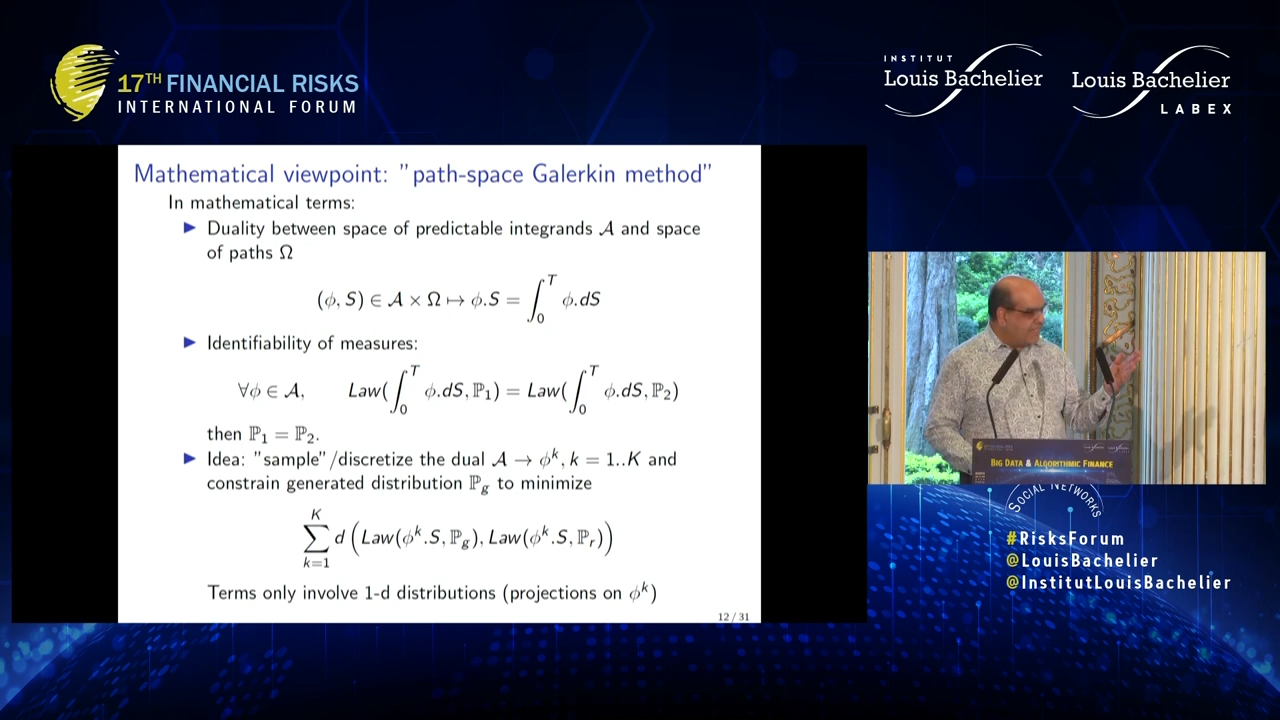 17TH FINANCIAL RISKS
INTERNATIONAL FORUM
INSTITUT
Louis Bachelier
Louis Bachelier
LABEX
Mathematical viewpoint: "path-space Galerkin method"
In mathematical terms:
▶ Duality between space of predictable integrands 𝒜 and space
of paths Ω
(ϕ, S) ∈ 𝒜 × Ω ↦ ϕ.S = ∫₀ᵀ ϕ.dS
▶ Identifiability of measures:
∀ϕ ∈ 𝒜, Law(∫₀ᵀ ϕ.dS, ℙ₁) = Law(∫₀ᵀ ϕ.dS, ℙ₂)
then ℙ₁ = ℙ₂.
▶ Idea: "sample"/discretize the dual 𝒜 → ϕᵏ, k = 1..K and
constrain generated distribution ℙg to minimize
∑ₖ₌₁ᴷ d (Law(ϕᵏ.S, ℙg), Law(ϕᵏ.S, ℙr))
Terms only involve 1-d distributions (projections on ϕᵏ)
12 / 31
BIG DATA & ALGORITHMIC FINANCE
SOCIAL NETWORKS
#RisksForum
@LouisBachelier
@InstitutLouisBachelier